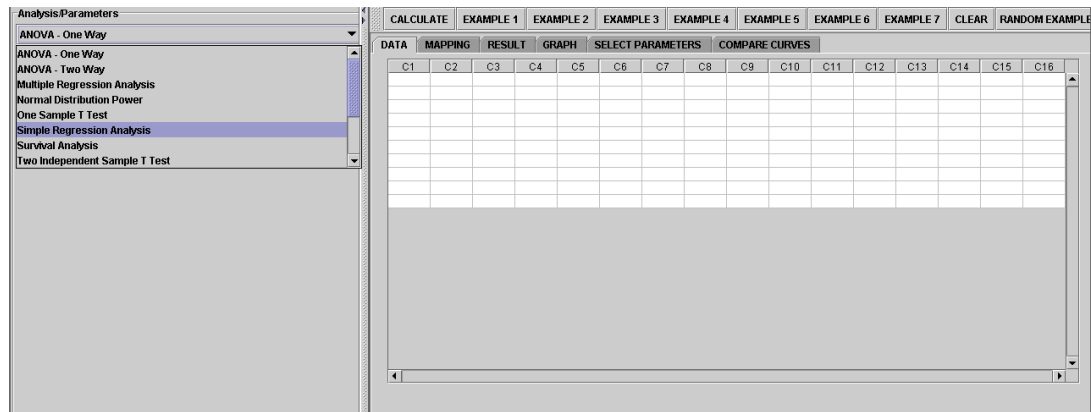 Analysis/Parameters
ANOVA - One Way
ANOVA - One Way
ANOVA - Two Way
Multiple Regression Analysis
Normal Distribution Power
One Sample T Test
Simple Regression Analysis
Survival Analysis
Two Independent Sample T Test
CALCULATE EXAMPLE 1 EXAMPLE 2 EXAMPLE 3 EXAMPLE 4 EXAMPLE 5 EXAMPLE 6 EXAMPLE 7 CLEAR RANDOM EXAMPLE
DATA MAPPING RESULT GRAPH SELECT PARAMETERS COMPARE CURVES
C1 C2 C3 C4 C5 C6 C7 C8 C9 C10 C11 C12 C13 C14 C15 C16